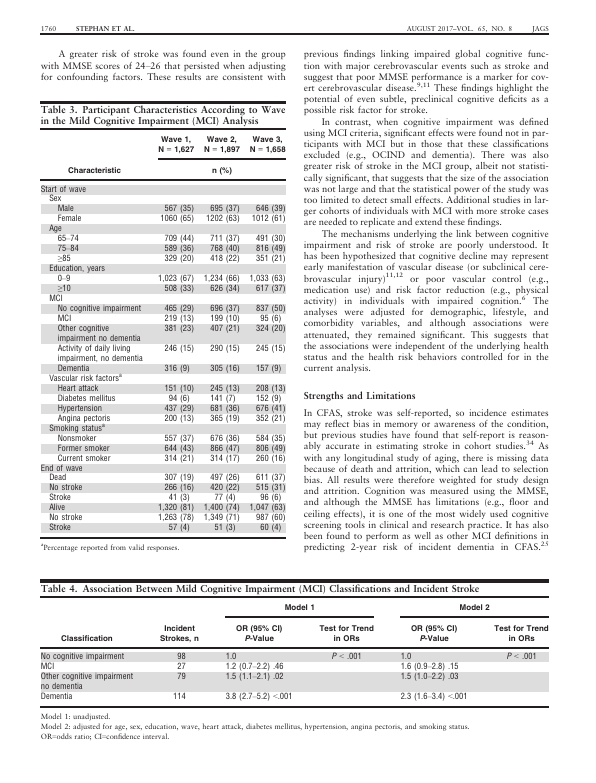 1760 STEPHAN ET AL. AUGUST 2017–VOL. 65, NO. 8 JAGS
A greater risk of stroke was found even in the group
with MMSE scores of 24–26 that persisted when adjusting
for confounding factors. These results are consistent with
Table 3. Participant Characteristics According to Wave
in the Mild Cognitive Impairment (MCI) Analysis
Wave 1, Wave 2, Wave 3,
N = 1,627 N = 1,897 N = 1,658
Characteristic n (%)
Start of wave
Sex
Male 567 (35) 695 (37) 646 (39)
Female 1060 (65) 1202 (63) 1012 (61)
Age
65–74 709 (44) 711 (37) 491 (30)
75–84 589 (36) 768 (40) 816 (49)
≥85 329 (20) 418 (22) 351 (21)
Education, years
0–9 1,023 (67) 1,234 (66) 1,033 (63)
≥10 508 (33) 626 (34) 617 (37)
MCI
No cognitive impairment 465 (29) 696 (37) 837 (50)
MCI 219 (13) 199 (10) 95 (6)
Other cognitive 381 (23) 407 (21) 324 (20)
impairment no dementia
Activity of daily living 246 (15) 290 (15) 245 (15)
impairment, no dementia
Dementia 316 (9) 305 (16) 157 (9)
Vascular risk factorsᵃ
Heart attack 151 (10) 245 (13) 208 (13)
Diabetes mellitus 94 (6) 141 (7) 152 (9)
Hypertension 437 (29) 681 (36) 676 (41)
Angina pectoris 200 (13) 365 (19) 352 (21)
Smoking statusᵃ
Nonsmoker 557 (37) 676 (36) 584 (35)
Former smoker 644 (43) 866 (47) 806 (49)
Current smoker 314 (21) 314 (17) 260 (16)
End of wave
Dead 307 (19) 497 (26) 611 (37)
No stroke 266 (16) 420 (22) 515 (31)
Stroke 41 (3) 77 (4) 96 (6)
Alive 1,320 (81) 1,400 (74) 1,047 (63)
No stroke 1,263 (78) 1,349 (71) 987 (60)
Stroke 57 (4) 51 (3) 60 (4)
ᵃPercentage reported from valid responses.
previous findings linking impaired global cognitive func-
tion with major cerebrovascular events such as stroke and
suggest that poor MMSE performance is a marker for cov-
ert cerebrovascular disease.⁹,¹¹ These findings highlight the
potential of even subtle, preclinical cognitive deficits as a
possible risk factor for stroke.
In contrast, when cognitive impairment was defined
using MCI criteria, significant effects were found not in par-
ticipants with MCI but in those that these classifications
excluded (e.g., OCIND and dementia). There was also
greater risk of stroke in the MCI group, albeit not statisti-
cally significant, that suggests that the size of the association
was not large and that the statistical power of the study was
too limited to detect small effects. Additional studies in lar-
ger cohorts of individuals with MCI with more stroke cases
are needed to replicate and extend these findings.
The mechanisms underlying the link between cognitive
impairment and risk of stroke are poorly understood. It
has been hypothesized that cognitive decline may represent
early manifestation of vascular disease (or subclinical cere-
brovascular injury)¹¹,¹² or poor vascular control (e.g.,
medication use) and risk factor reduction (e.g., physical
activity) in individuals with impaired cognition.⁶ The
analyses were adjusted for demographic, lifestyle, and
comorbidity variables, and although associations were
attenuated, they remained significant. This suggests that
the associations were independent of the underlying health
status and the health risk behaviors controlled for in the
current analysis.
Strengths and Limitations
In CFAS, stroke was self-reported, so incidence estimates
may reflect bias in memory or awareness of the condition,
but previous studies have found that self-report is reason-
ably accurate in estimating stroke in cohort studies.³⁴ As
with any longitudinal study of aging, there is missing data
because of death and attrition, which can lead to selection
bias. All results were therefore weighted for study design
and attrition. Cognition was measured using the MMSE,
and although the MMSE has limitations (e.g., floor and
ceiling effects), it is one of the most widely used cognitive
screening tools in clinical and research practice. It has also
been found to perform as well as other MCI definitions in
predicting 2-year risk of incident dementia in CFAS.²⁵
Table 4. Association Between Mild Cognitive Impairment (MCI) Classifications and Incident Stroke
Model 1 Model 2
Incident OR (95% CI) Test for Trend OR (95% CI) Test for Trend
Classification Strokes, n P-Value in ORs P-Value in ORs
No cognitive impairment 98 1.0 P < .001 1.0 P < .001
MCI 27 1.2 (0.7–2.2) .46 1.6 (0.9–2.8) .15
Other cognitive impairment 79 1.5 (1.1–2.1) .02 1.5 (1.0–2.2) .03
no dementia
Dementia 114 3.8 (2.7–5.2) <.001 2.3 (1.6–3.4) <.001
Model 1: unadjusted.
Model 2: adjusted for age, sex, education, wave, heart attack, diabetes mellitus, hypertension, angina pectoris, and smoking status.
OR=odds ratio; CI=confidence interval.